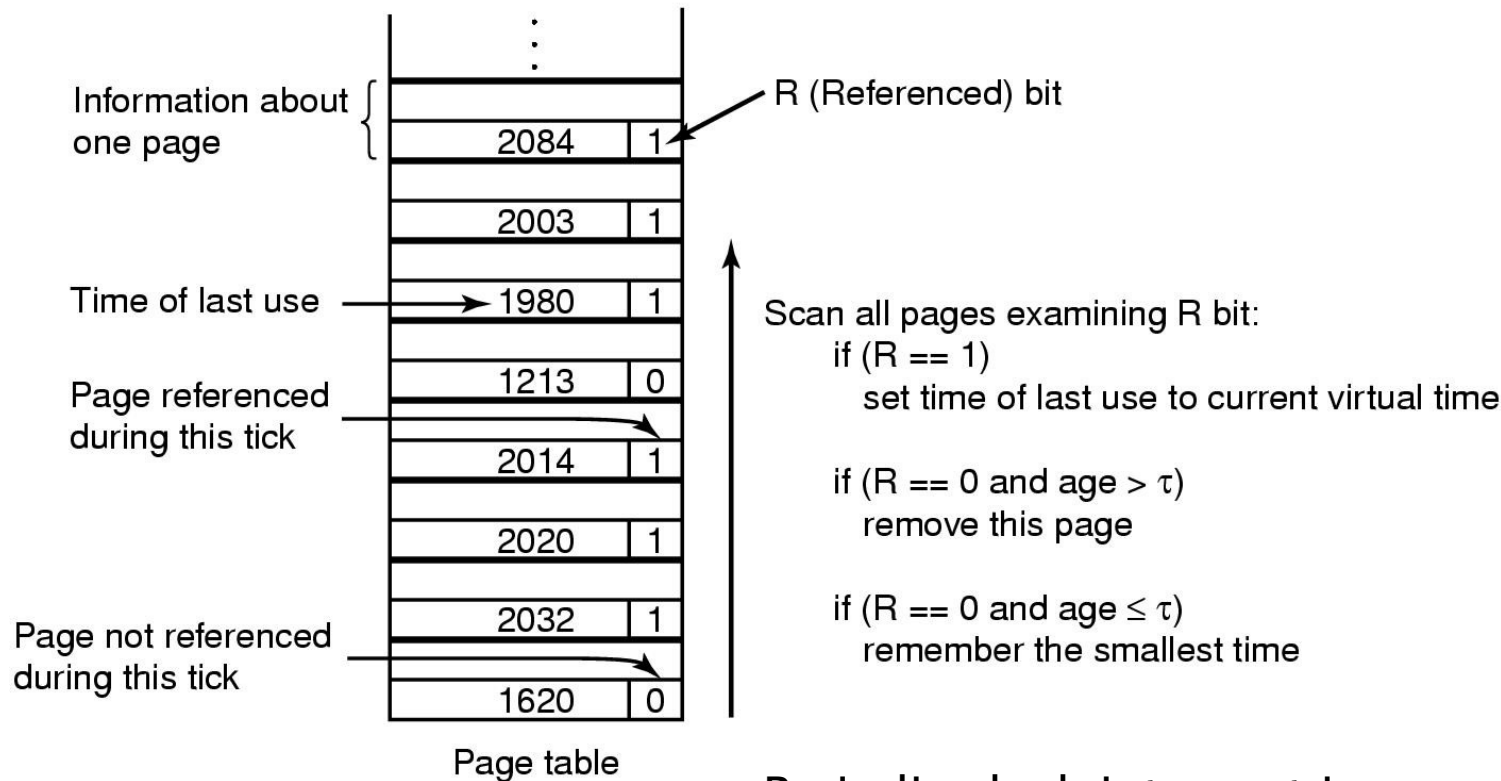 Information about
one page
R (Referenced) bit
2084 1
2003 1
Time of last use
1980 1
1213 0
Page referenced
during this tick
2014 1
2020 1
2032 1
Page not referenced
during this tick
1620 0
Page table
Scan all pages examining R bit:
if (R == 1)
set time of last use to current virtual time
if (R == 0 and age > τ)
remove this page
if (R == 0 and age ≤ τ)
remember the smallest time